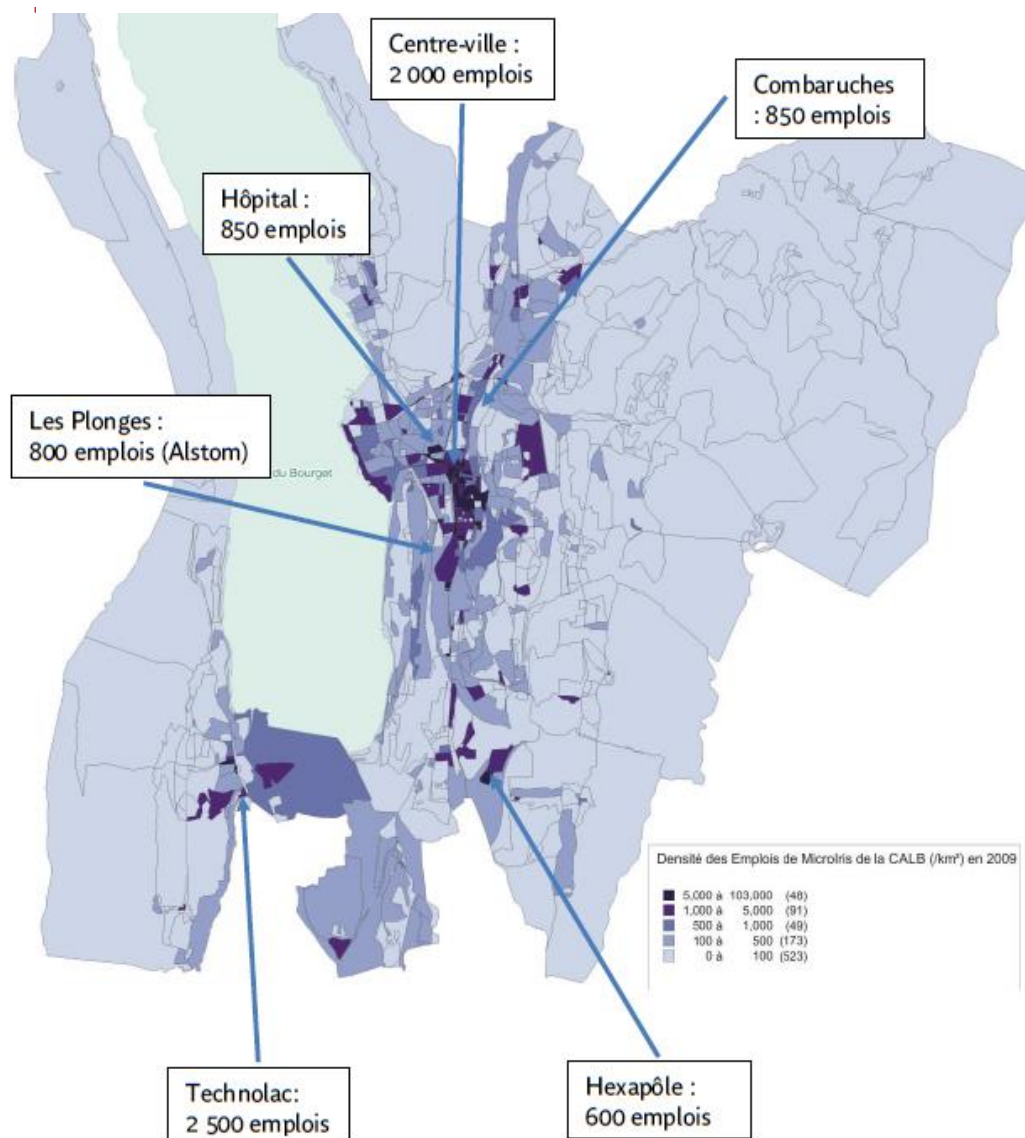 Centre-ville :
2 000 emplois
Combaruches
: 850 emplois
Hôpital :
850 emplois
Les Plonges :
800 emplois (Alstom)
du Bourget
Densité des Emplois de MicroIris de la CALB (/km²) en 2009
5,000 à 103,000 (48)
1,000 à 5,000 (91)
500 à 1,000 (49)
100 à 500 (173)
0 à 100 (523)
Technolac:
2 500 emplois
Hexapôle :
600 emplois